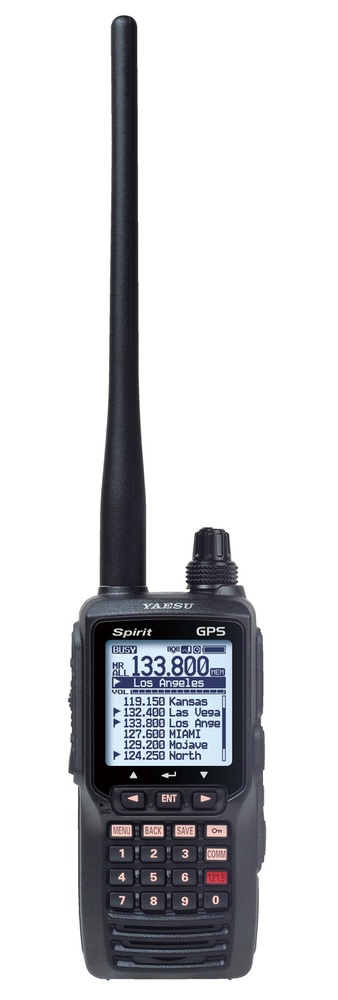 YAESU
Spirit GPS
BUSY
MR ALL 133.800 MEM
Los Angeles
VOL
119.150 Kansas
132.400 Las Vega
133.800 Los Ange
127.600 MIAMI
129.200 Mojave
124.250 North
ENT
MENU BACK SAVE
1 2 3 COMM
4 5 6 121.5
7 8 9 0